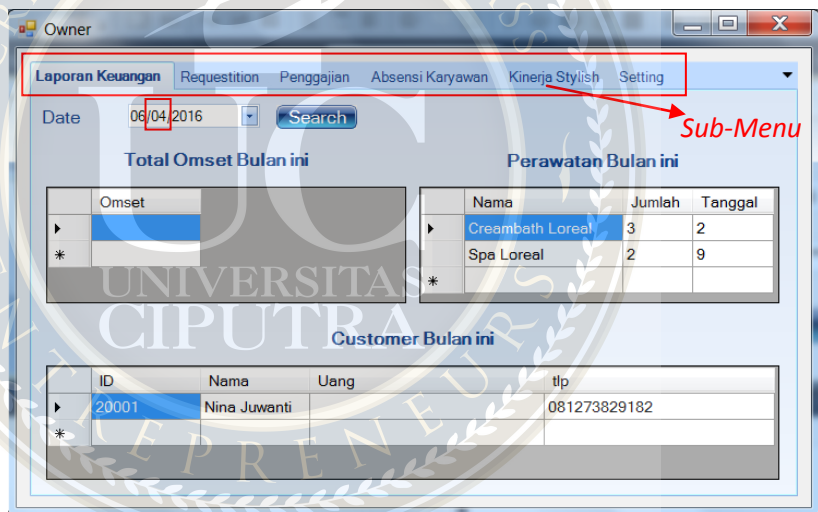 Owner
Laporan Keuangan Requestition Penggajian Absensi Karyawan Kinerja Stylish Setting
Date 06/04/2016 Search
Sub-Menu
Total Omset Bulan ini Perawatan Bulan ini
Omset
Nama Jumlah Tanggal
Creambath Loreal 3 2
Spa Loreal 2 9
UNIVERSITAS
CIPUTRA
Customer Bulan ini
ID Nama Uang tlp
20001 Nina Juwanti 081273829182